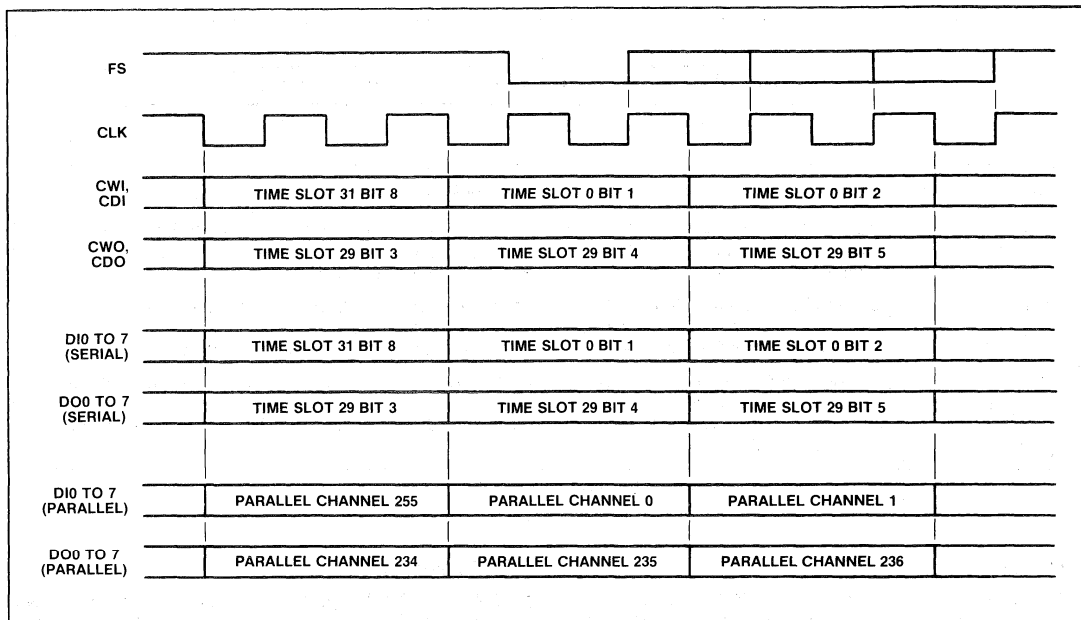 FS
CLK
CWI,
CDI
TIME SLOT 31 BIT 8
TIME SLOT 0 BIT 1
TIME SLOT 0 BIT 2
CWO,
CDO
TIME SLOT 29 BIT 3
TIME SLOT 29 BIT 4
TIME SLOT 29 BIT 5
DI0 TO 7
(SERIAL)
TIME SLOT 31 BIT 8
TIME SLOT 0 BIT 1
TIME SLOT 0 BIT 2
DO0 TO 7
(SERIAL)
TIME SLOT 29 BIT 3
TIME SLOT 29 BIT 4
TIME SLOT 29 BIT 5
DI0 TO 7
(PARALLEL)
PARALLEL CHANNEL 255
PARALLEL CHANNEL 0
PARALLEL CHANNEL 1
DO0 TO 7
(PARALLEL)
PARALLEL CHANNEL 234
PARALLEL CHANNEL 235
PARALLEL CHANNEL 236